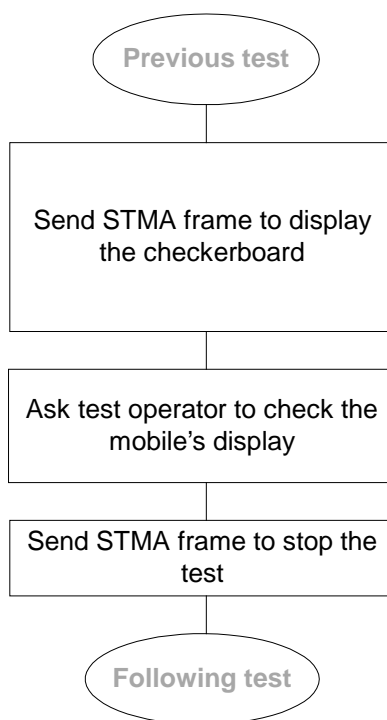 Previous test
Send STMA frame to display
the checkerboard
Ask test operator to check the
mobile's display
Send STMA frame to stop the
test
Following test